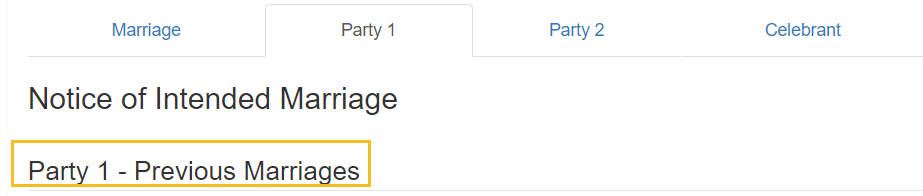 Marriage Party 1 Party 2 Celebrant
Notice of Intended Marriage
Party 1 - Previous Marriages